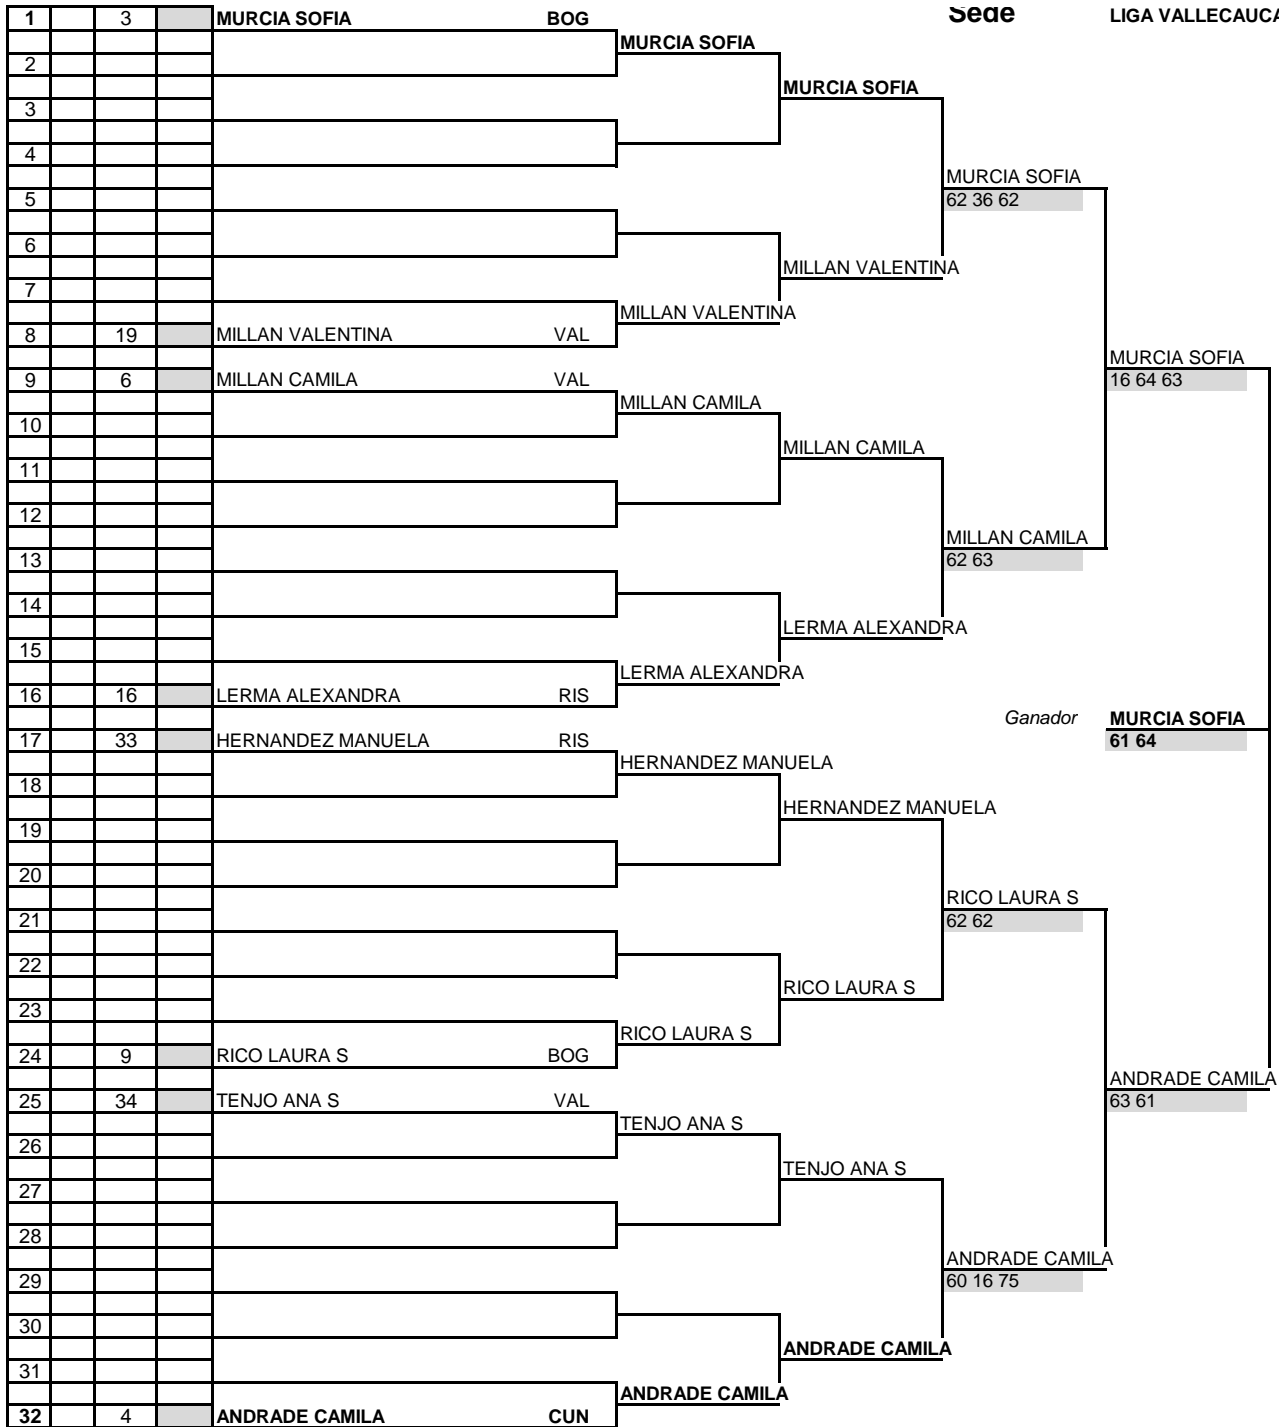 1 3 MURCIA SOFIA BOG Sede LIGA VALLECAUCA
MURCIA SOFIA
2
MURCIA SOFIA
3
4
MURCIA SOFIA
5 62 36 62
6
MILLAN VALENTINA
7
MILLAN VALENTINA
8 19 MILLAN VALENTINA VAL
MURCIA SOFIA
9 6 MILLAN CAMILA VAL 16 64 63
MILLAN CAMILA
10
MILLAN CAMILA
11
12
MILLAN CAMILA
13 62 63
14
LERMA ALEXANDRA
15
LERMA ALEXANDRA
16 16 LERMA ALEXANDRA RIS
Ganador MURCIA SOFIA
17 33 HERNANDEZ MANUELA RIS 61 64
HERNANDEZ MANUELA
18
HERNANDEZ MANUELA
19
20
RICO LAURA S
21 62 62
22
RICO LAURA S
23
RICO LAURA S
24 9 RICO LAURA S BOG
ANDRADE CAMILA
25 34 TENJO ANA S VAL 63 61
TENJO ANA S
26
TENJO ANA S
27
28
ANDRADE CAMILA
29 60 16 75
30
ANDRADE CAMILA
31
ANDRADE CAMILA
32 4 ANDRADE CAMILA CUN